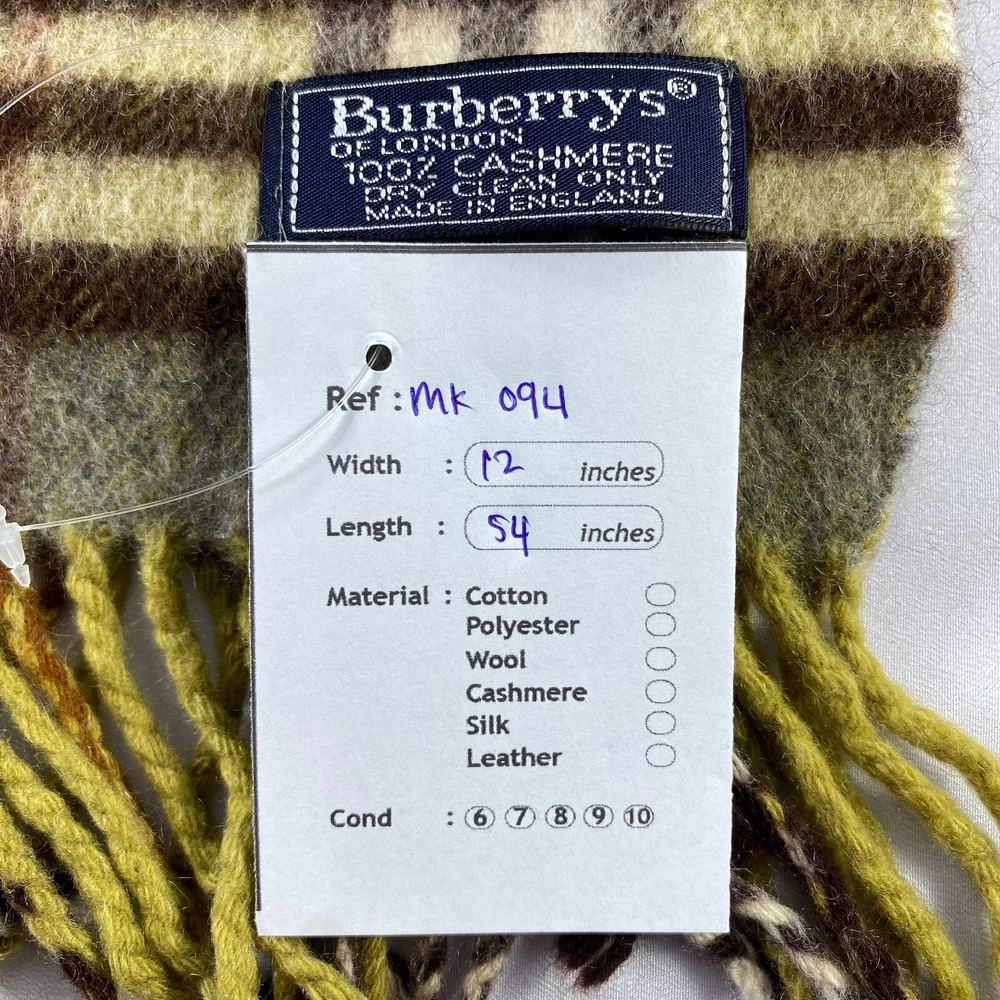 Burberrys®
OF LONDON
100% CASHMERE
DRY CLEAN ONLY
MADE IN ENGLAND
Ref : MK 094
Width : 12 inches
Length : 54 inches
Material : Cotton
Polyester
Wool
Cashmere
Silk
Leather
Cond : 6 7 8 9 10